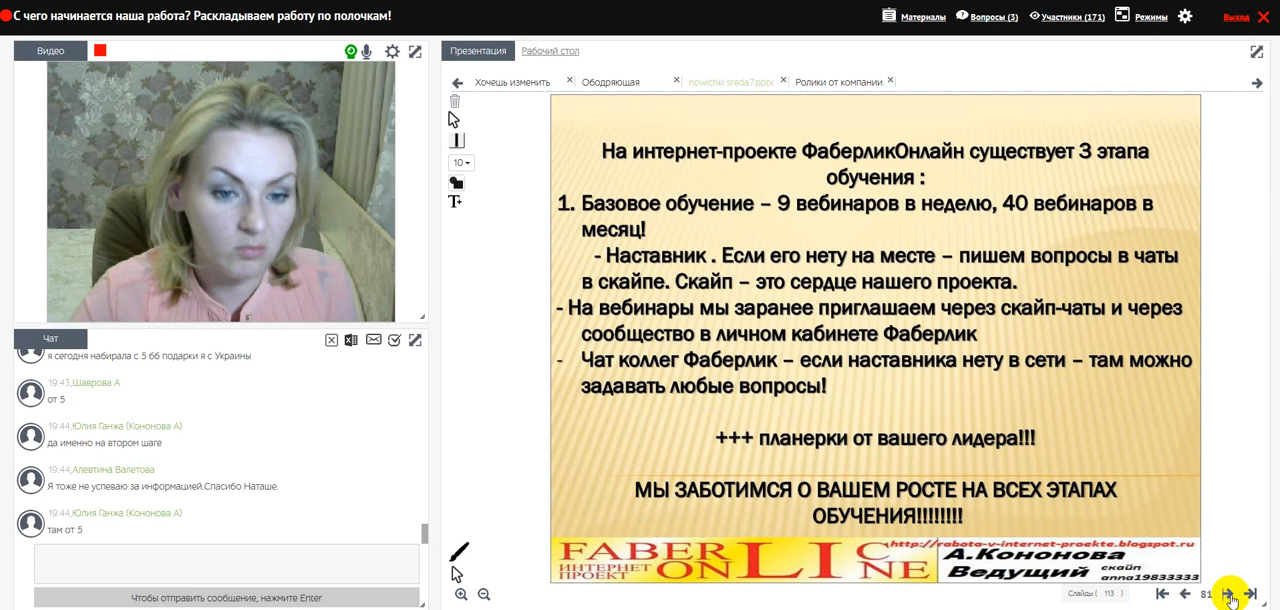 С чего начинается наша работа? Раскладываем работу по полочкам!
Материалы
Вопросы (3)
Участники (171)
Режимы
Выход
Видео
Презентация
Рабочий стол
Хочешь изменить
Ободряющая
nowichki sreda7.pptx
Ролики от компании
10
На интернет-проекте ФаберликОнлайн существует 3 этапа
обучения :
1. Базовое обучение – 9 вебинаров в неделю, 40 вебинаров в
месяц!
- Наставник . Если его нету на месте – пишем вопросы в чаты
в скайпе. Скайп – это сердце нашего проекта.
- На вебинары мы заранее приглашаем через скайп-чаты и через
сообщество в личном кабинете Фаберлик
- Чат коллег Фаберлик – если наставника нету в сети – там можно
задавать любые вопросы!
+++ планерки от вашего лидера!!!
МЫ ЗАБОТИМСЯ О ВАШЕМ РОСТЕ НА ВСЕХ ЭТАПАХ
ОБУЧЕНИЯ!!!!!!!!
FABERLIC
ИНТЕРНЕТ
ПРОЕКТ
ONLINE
http://rabota-v-internet-proekte.blogspot.ru
А.Кононова
Ведущий
скайп
anna19833333
Слайды ( 113 )
81
Чат
я сегодня набирала с 5 бб подарки я с Украины
19:43,Шаврова А
от 5
19:44,Юлия Ганжа (Кононова А)
да именно на втором шаге
19:44,Алевтина Валетова
Я тоже не успеваю за информацией.Спасибо Наташе.
19:44,Юлия Ганжа (Кононова А)
там от 5
Чтобы отправить сообщение, нажмите Enter